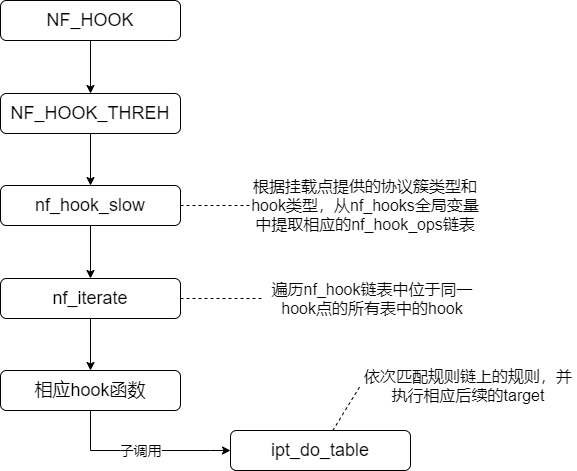 NF_HOOK
NF_HOOK_THREH
nf_hook_slow
根据挂载点提供的协议簇类型和
hook类型，从nf_hooks全局变量
中提取相应的nf_hook_ops链表
nf_iterate
遍历nf_hook链表中位于同一
hook点的所有表中的hook
相应hook函数
依次匹配规则链上的规则，并
执行相应后续的target
子调用
ipt_do_table